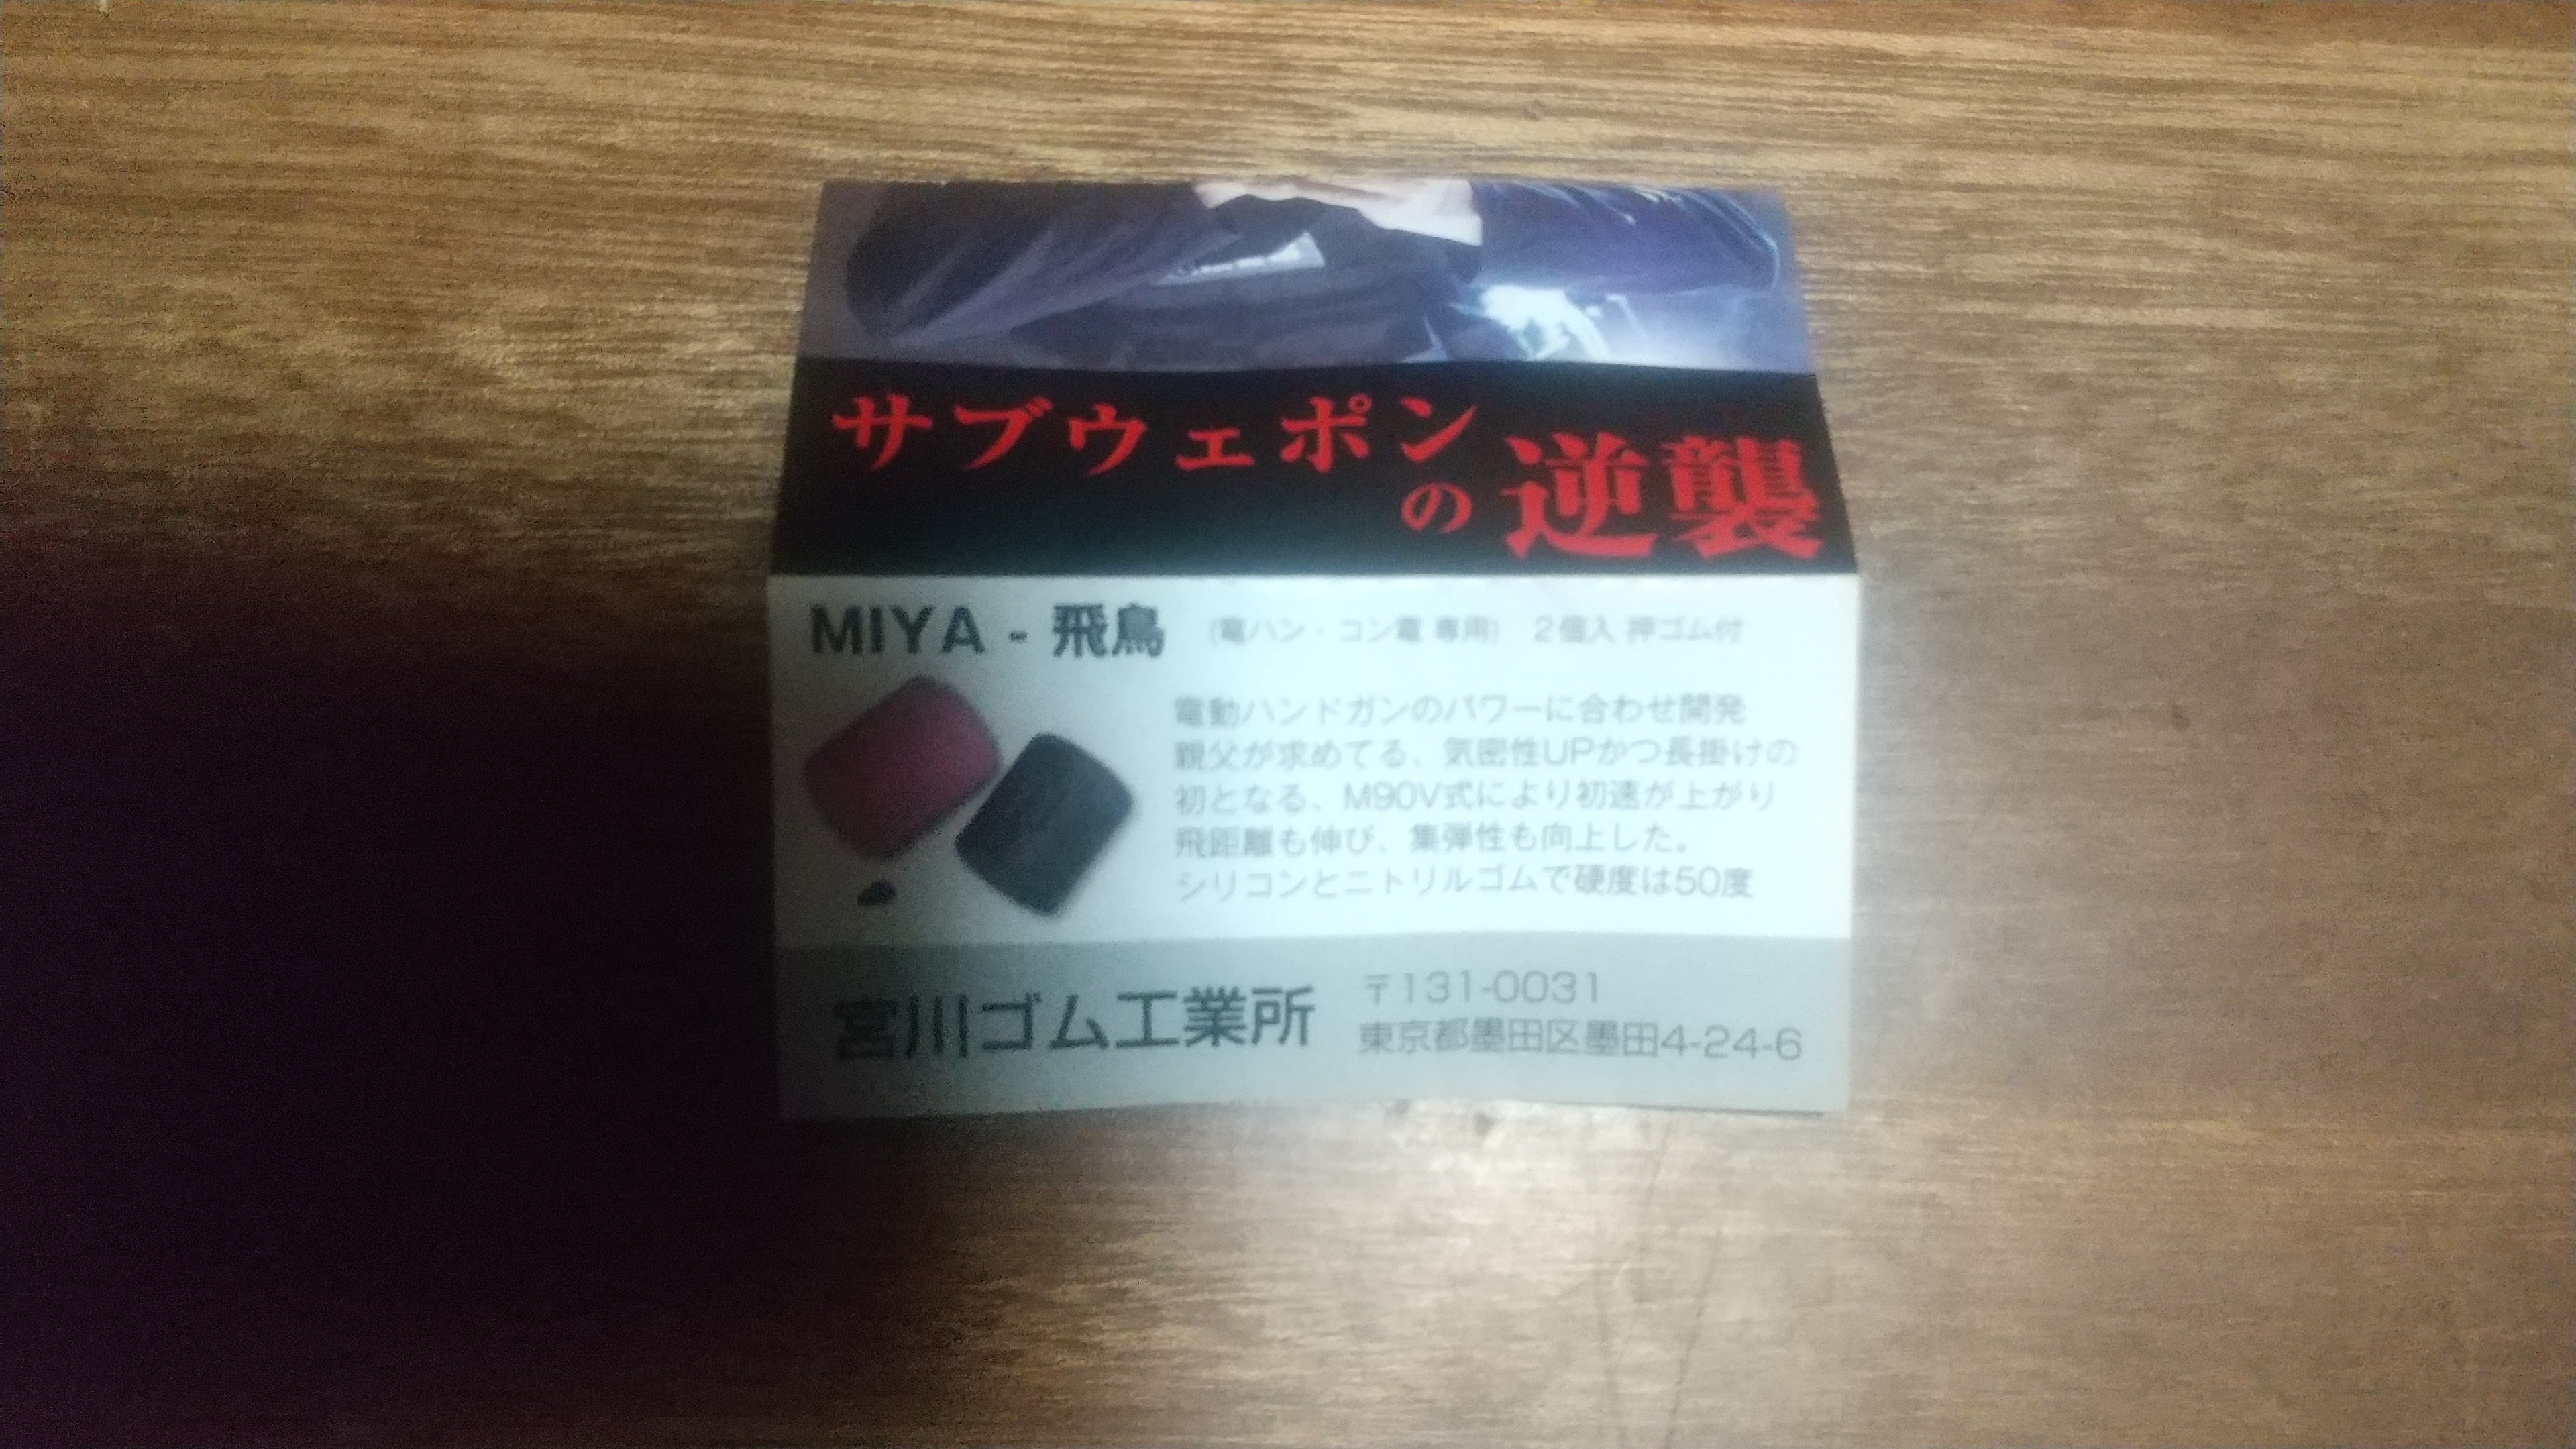 サブウェポン
の逆襲
MIYA - 飛鳥 (電ハン・コン電 専用) 2個入 押ゴム付
電動ハンドガンのパワーに合わせ開発
親父が求めてる、気密性UPかつ長掛けの
初となる、M90V式により初速が上がり
飛距離も伸び、集弾性も向上した。
シリコンとニトリルゴムで硬度は50度
宮川ゴム工業所
〒131-0031
東京都墨田区墨田4-24-6